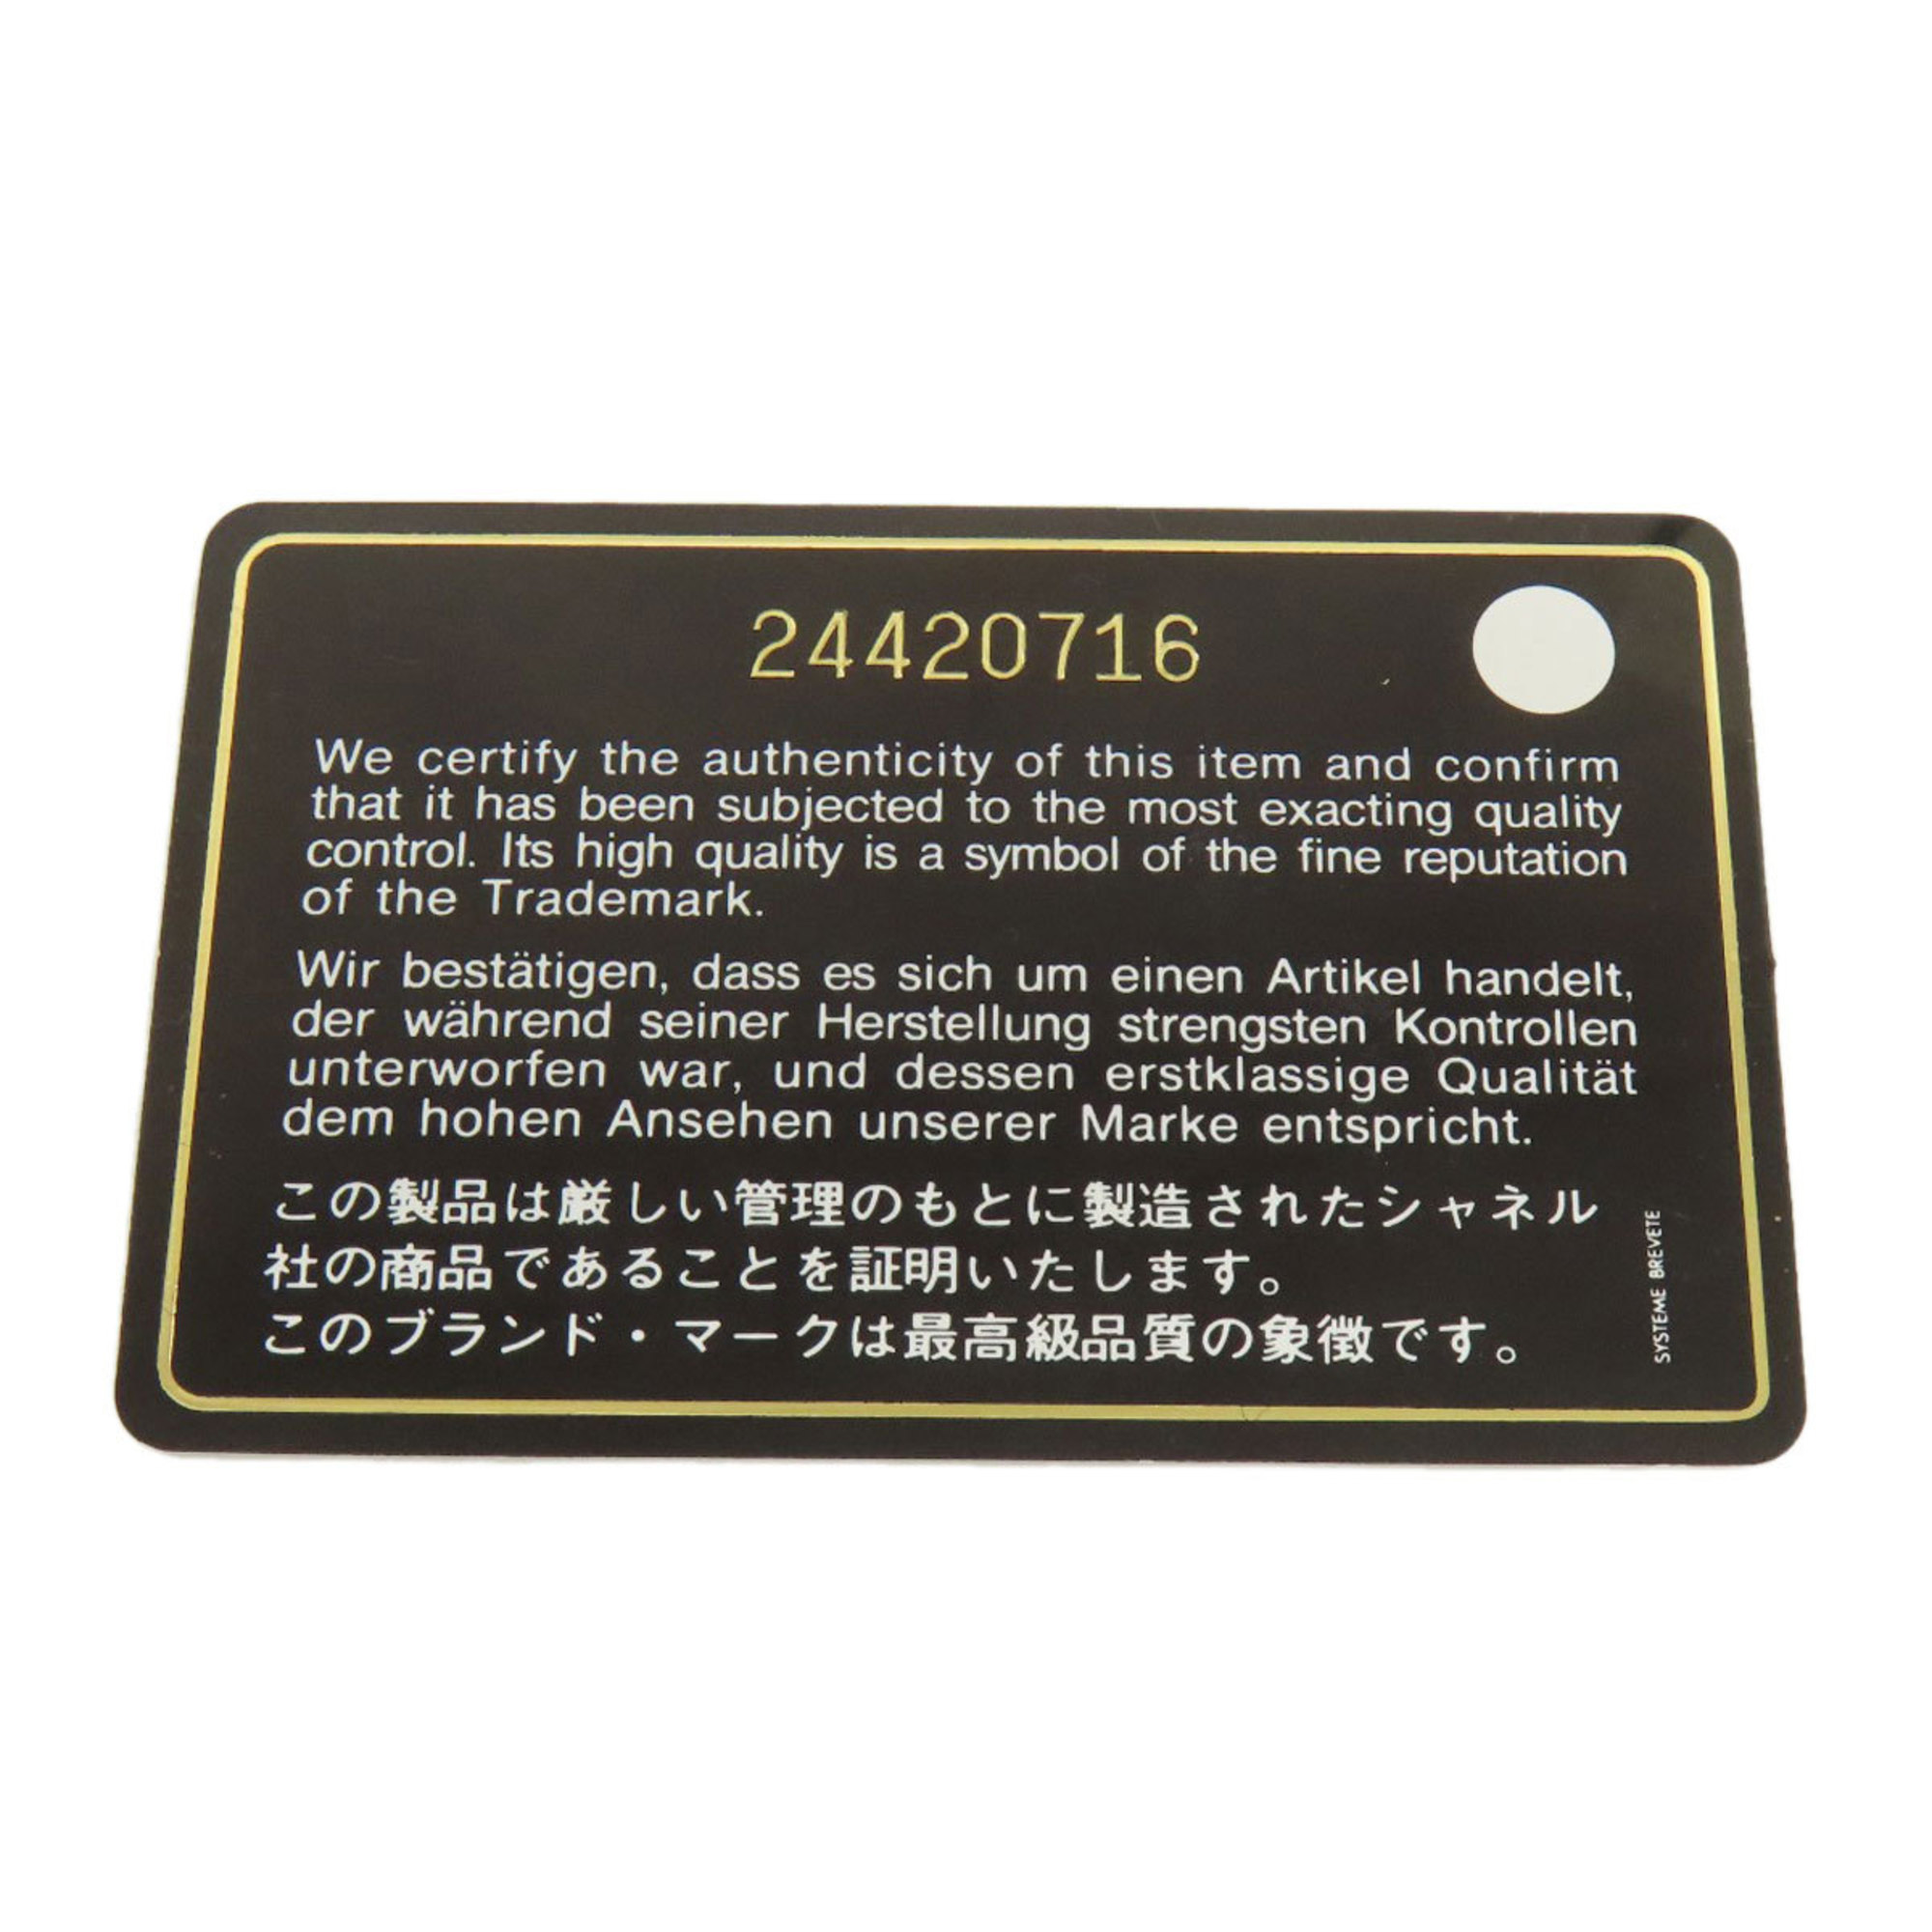 24420716
We certify the authenticity of this item and confirm
that it has been subjected to the most exacting quality
control. Its high quality is a symbol of the fine reputation
of the Trademark.
Wir bestätigen, dass es sich um einen Artikel handelt,
der während seiner Herstellung strengsten Kontrollen
unterworfen war, und dessen erstklassige Qualität
dem hohen Ansehen unserer Marke entspricht.
この製品は厳しい管理のもとに製造されたシャネル
社の商品であることを証明いたします。
このブランド・マークは最高級品質の象徴です。
SYSTEME BREVETE